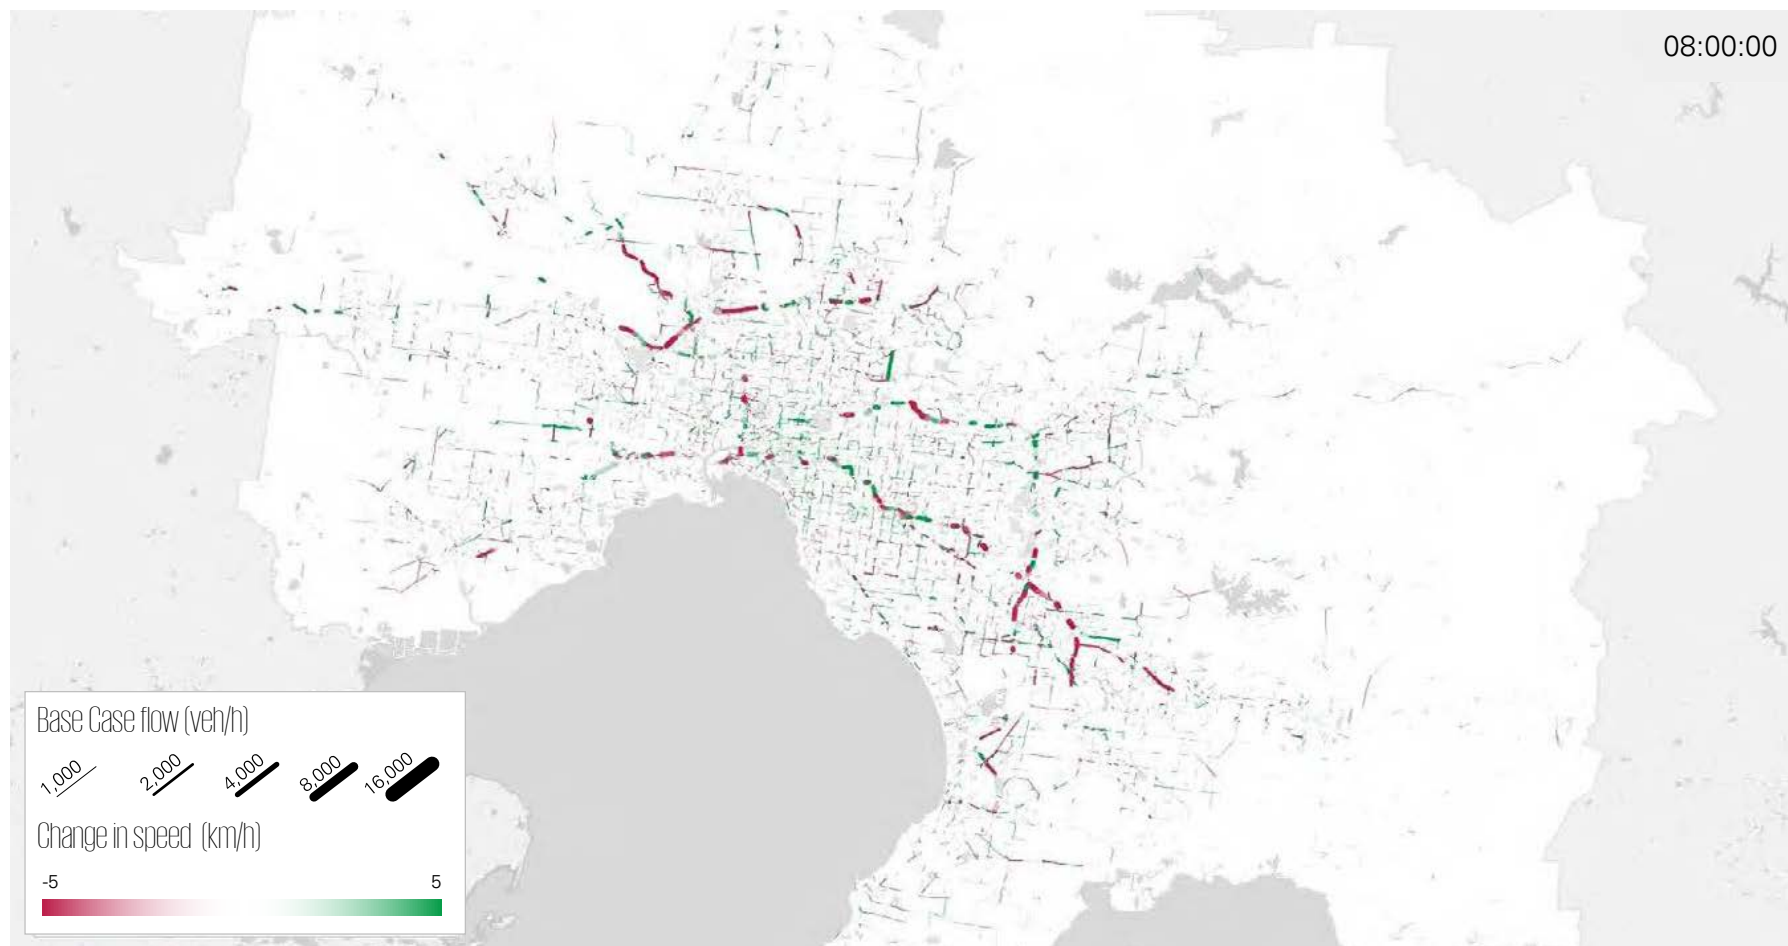 08:00:00
Base Case flow (veh/h)
1,000 2,000 4,000 8,000 16,000
Change in speed (km/h)
-5 5